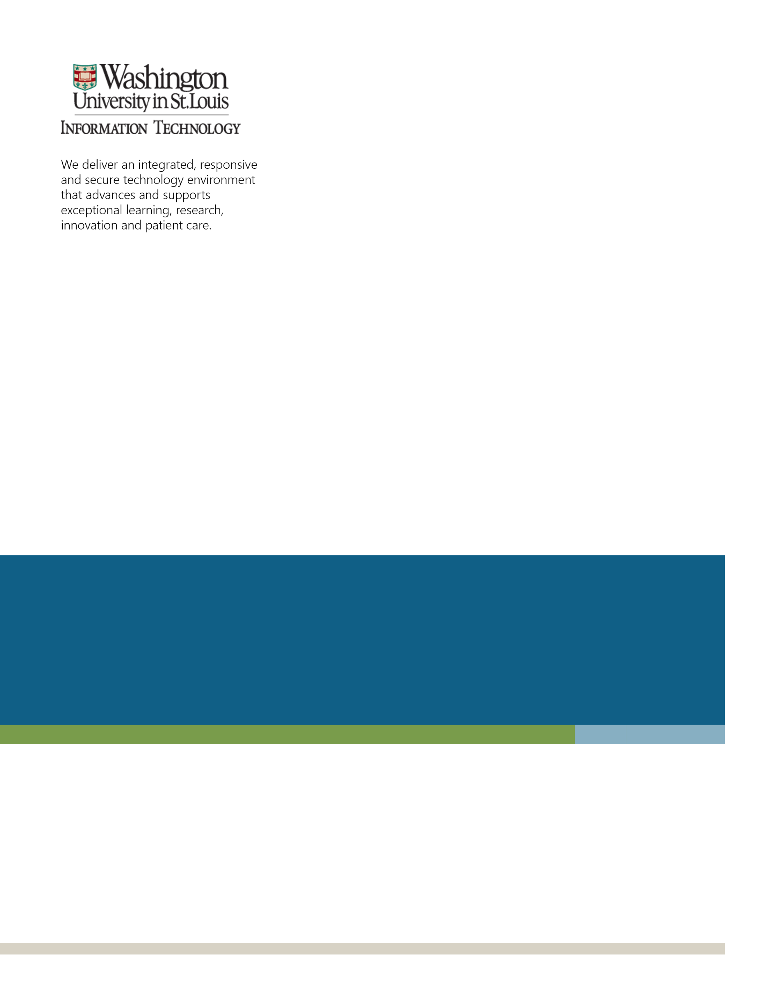 Washington
University in St. Louis
INFORMATION TECHNOLOGY
We deliver an integrated, responsive
and secure technology environment
that advances and supports
exceptional learning, research,
innovation and patient care.